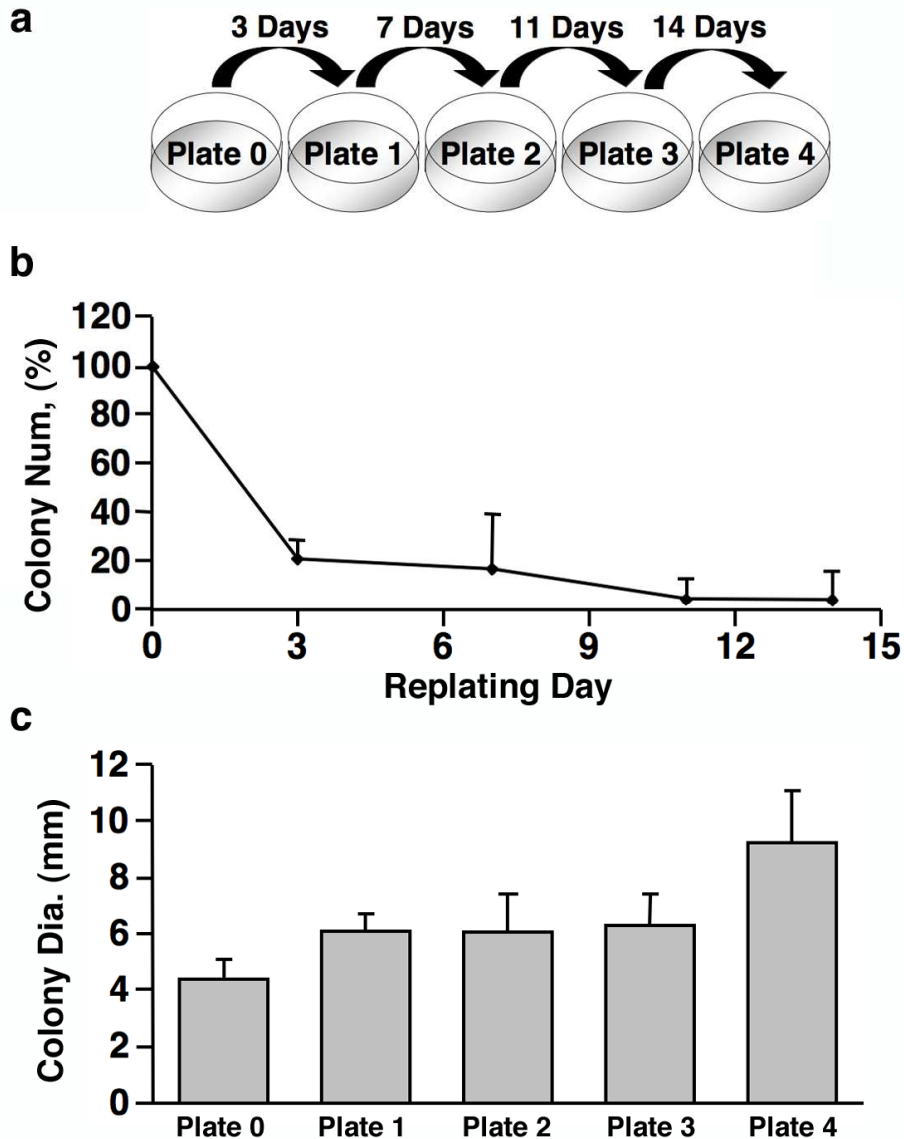 a
3 Days 7 Days 11 Days 14 Days
Plate 0 Plate 1 Plate 2 Plate 3 Plate 4
b
120
100
80
60
40
20
0
Colony Num, (%)
0 3 6 9 12 15
Replating Day
c
12
10
8
6
4
2
0
Colony Dia. (mm)
Plate 0 Plate 1 Plate 2 Plate 3 Plate 4